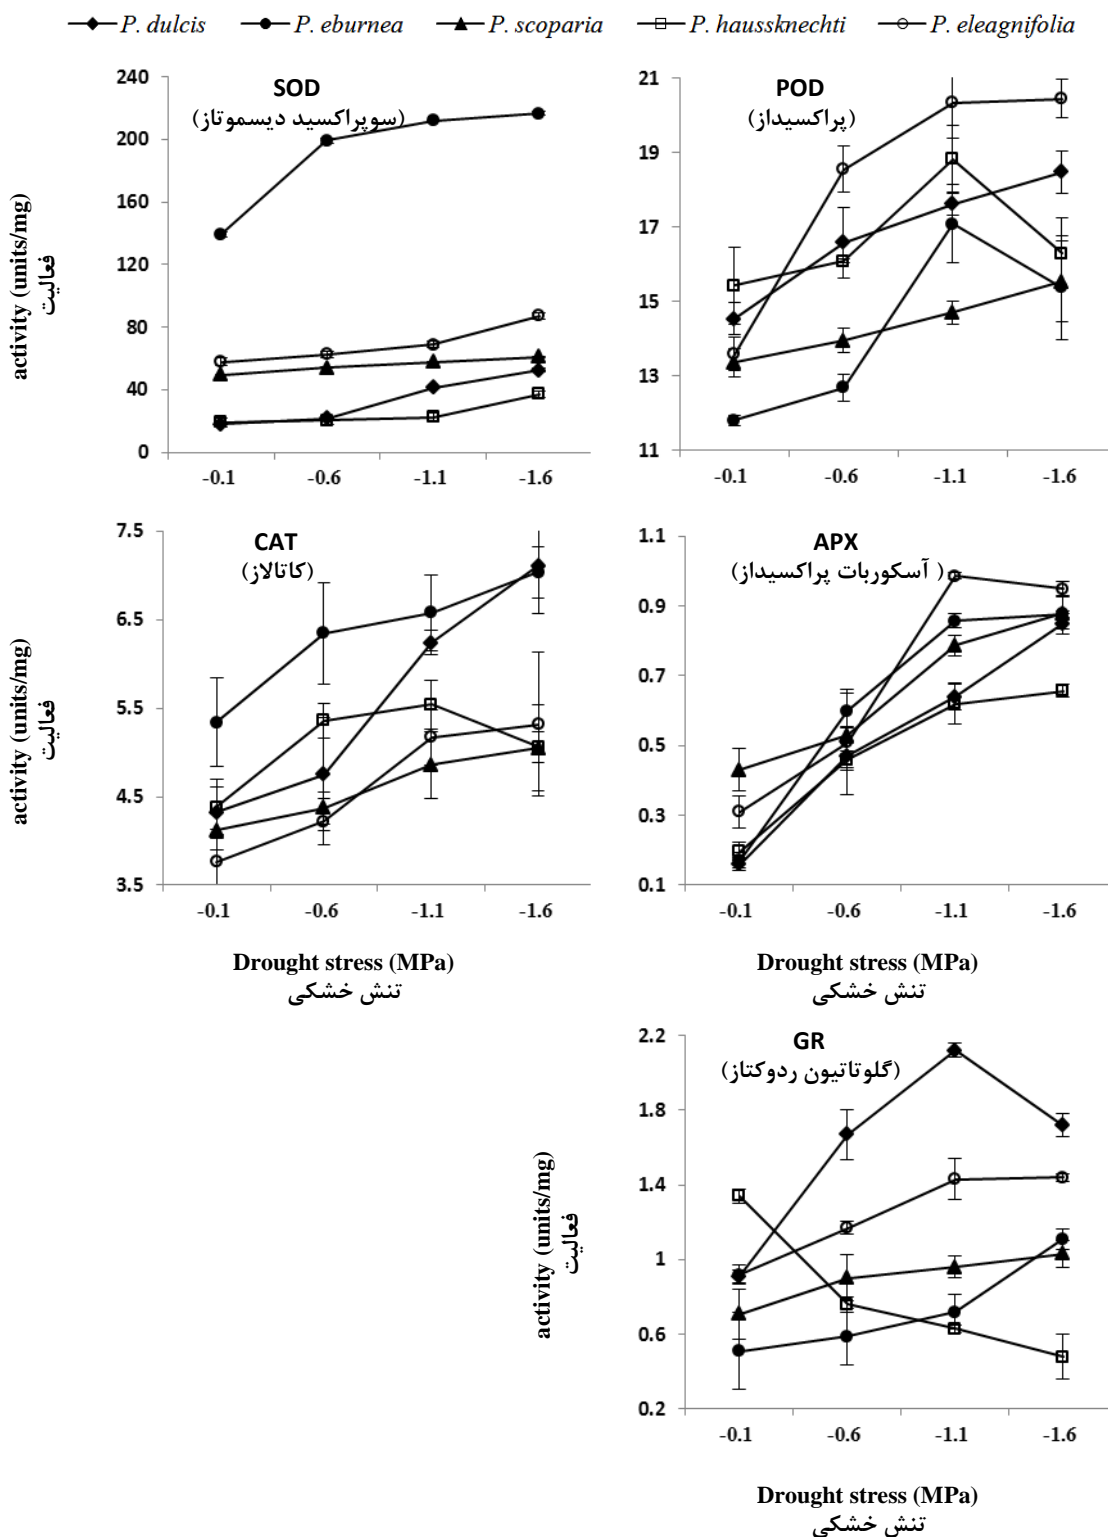 P. dulcis P. eburnea P. scoparia P. haussknechti P. eleagnifolia
SOD
(سوپراکسید دیسموتاز)
240
200
160
120
80
40
0
-0.1 -0.6 -1.1 -1.6
activity (units/mg)
فعالیت
POD
(پراکسیداز)
21
19
17
15
13
11
-0.1 -0.6 -1.1 -1.6
CAT
(کاتالاز)
7.5
6.5
5.5
4.5
3.5
-0.1 -0.6 -1.1 -1.6
activity (units/mg)
فعالیت
Drought stress (MPa)
تنش خشکی
APX
(آسکوربات پراکسیداز )
1.1
0.9
0.7
0.5
0.3
0.1
-0.1 -0.6 -1.1 -1.6
Drought stress (MPa)
تنش خشکی
GR
(گلوتاتیون ردوکتاز)
2.2
1.8
1.4
1
0.6
0.2
-0.1 -0.6 -1.1 -1.6
activity (units/mg)
فعالیت
Drought stress (MPa)
تنش خشکی